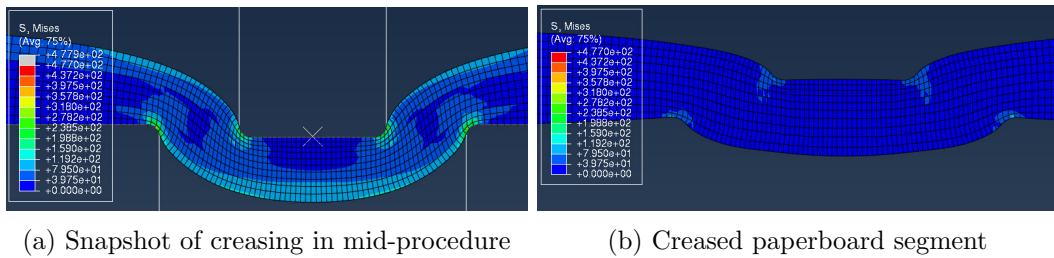 S, Mises
(Avg: 75%)
+4.779e+02
+4.770e+02
+4.372e+02
+3.975e+02
+3.578e+02
+3.180e+02
+2.782e+02
+2.385e+02
+1.988e+02
+1.590e+02
+1.192e+02
+7.950e+01
+3.975e+01
+0.000e+00
S, Mises
(Avg: 75%)
+4.770e+02
+4.372e+02
+3.975e+02
+3.578e+02
+3.180e+02
+2.782e+02
+2.385e+02
+1.988e+02
+1.590e+02
+1.192e+02
+7.950e+01
+3.975e+01
+0.000e+00
(a) Snapshot of creasing in mid-procedure
(b) Creased paperboard segment